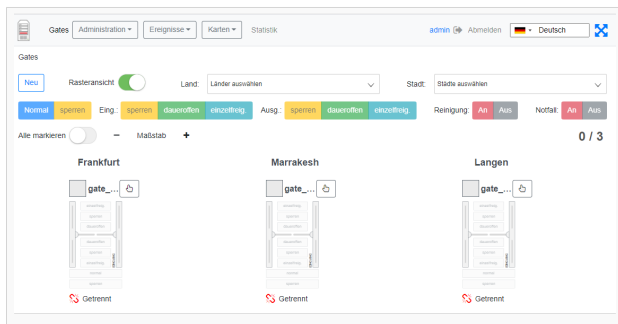 Gates Administration Ereignisse Karten Statistik admin Abmelden Deutsch
Gates
Neu Rasteransicht Land: Länder auswählen Stadt: Städte auswählen
Normal sperren Eing.: sperren daueroffen einzelfreig. Ausg.: sperren daueroffen einzelfreig. Reinigung: An Aus Notfall: An Aus
Alle markieren − Maßstab + 0 / 3
Frankfurt Marrakesh Langen
gate_... gate_... gate_...
Getrennt Getrennt Getrennt